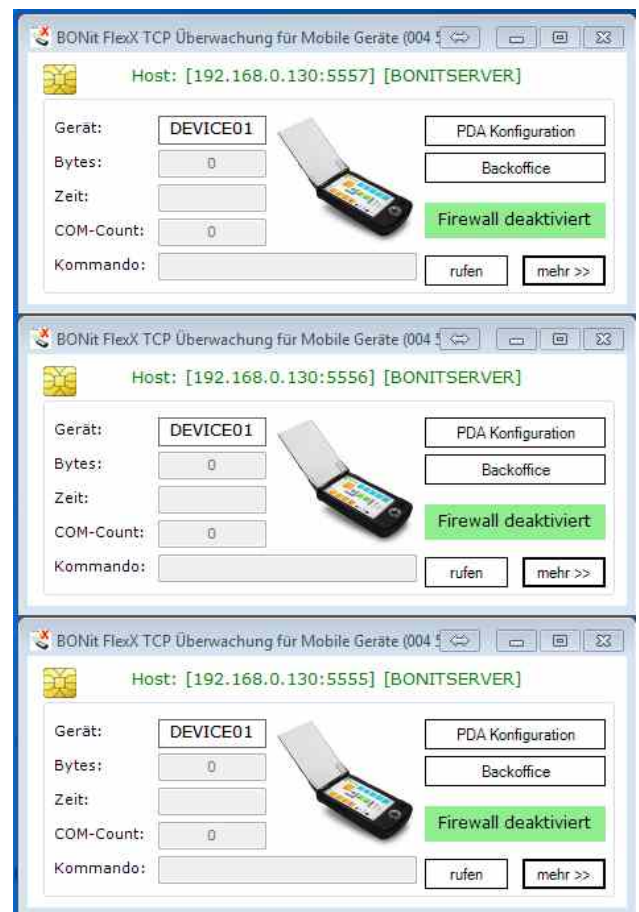 BONit FlexX TCP Überwachung für Mobile Geräte (004
Host: [192.168.0.130:5557] [BONITSERVER]
Gerät: DEVICE01 PDA Konfiguration
Bytes: 0 Backoffice
Zeit:
Firewall deaktiviert
COM-Count: 0
Kommando: rufen mehr >>
BONit FlexX TCP Überwachung für Mobile Geräte (004
Host: [192.168.0.130:5556] [BONITSERVER]
Gerät: DEVICE01 PDA Konfiguration
Bytes: 0 Backoffice
Zeit:
Firewall deaktiviert
COM-Count: 0
Kommando: rufen mehr >>
BONit FlexX TCP Überwachung für Mobile Geräte (004
Host: [192.168.0.130:5555] [BONITSERVER]
Gerät: DEVICE01 PDA Konfiguration
Bytes: 0 Backoffice
Zeit:
Firewall deaktiviert
COM-Count: 0
Kommando: rufen mehr >>